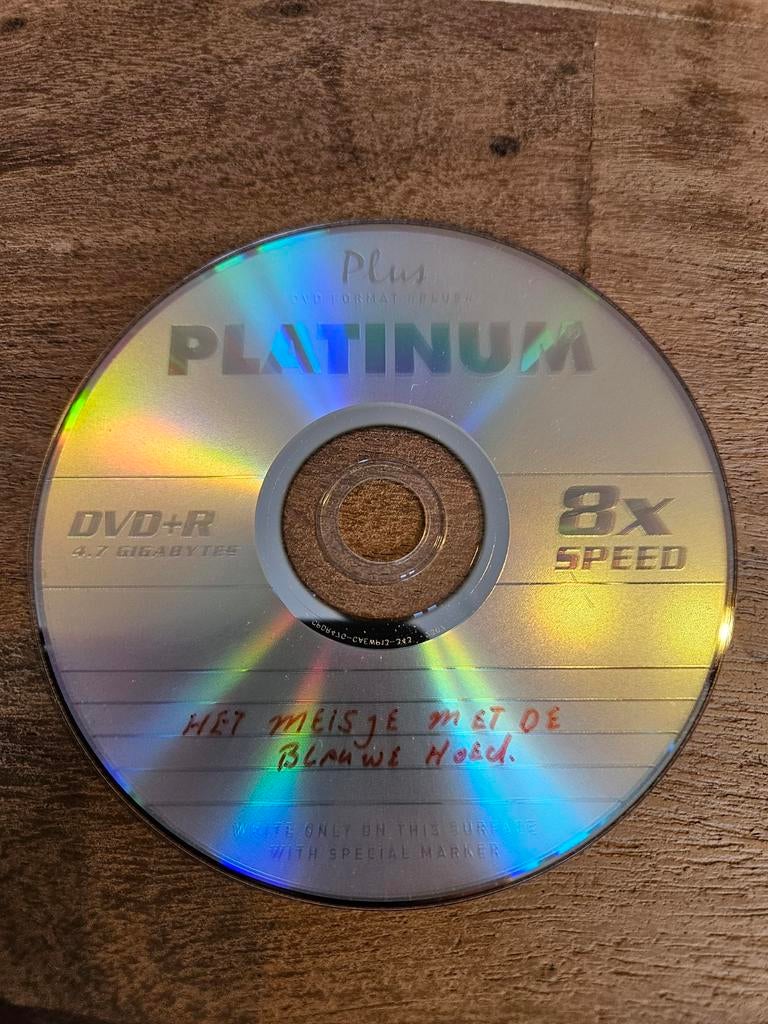 Plus
DVD FORMAT +PLUS+
PLATINUM®
DVD+R
4.7 GIGABYTES
8x
SPEED
HET MEISJE MET DE
BLAUWE HOED.
WRITE ONLY ON THIS SURFACE
WITH SPECIAL MARKER